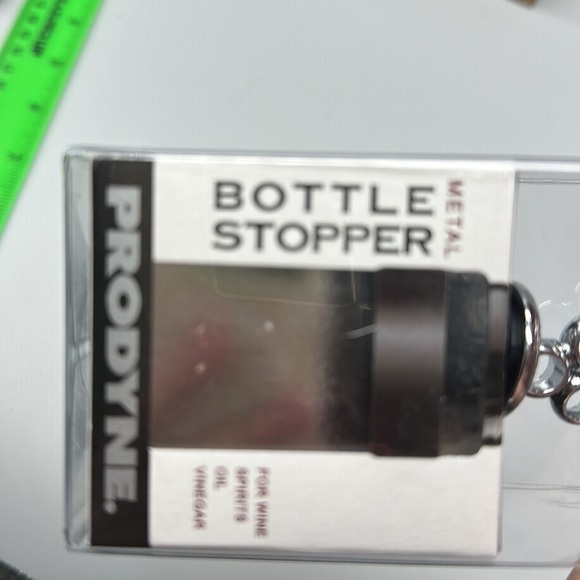 METAL
BOTTLE
STOPPER
PRODYNE.
FOR WINE
SPIRITS
OIL
VINEGAR